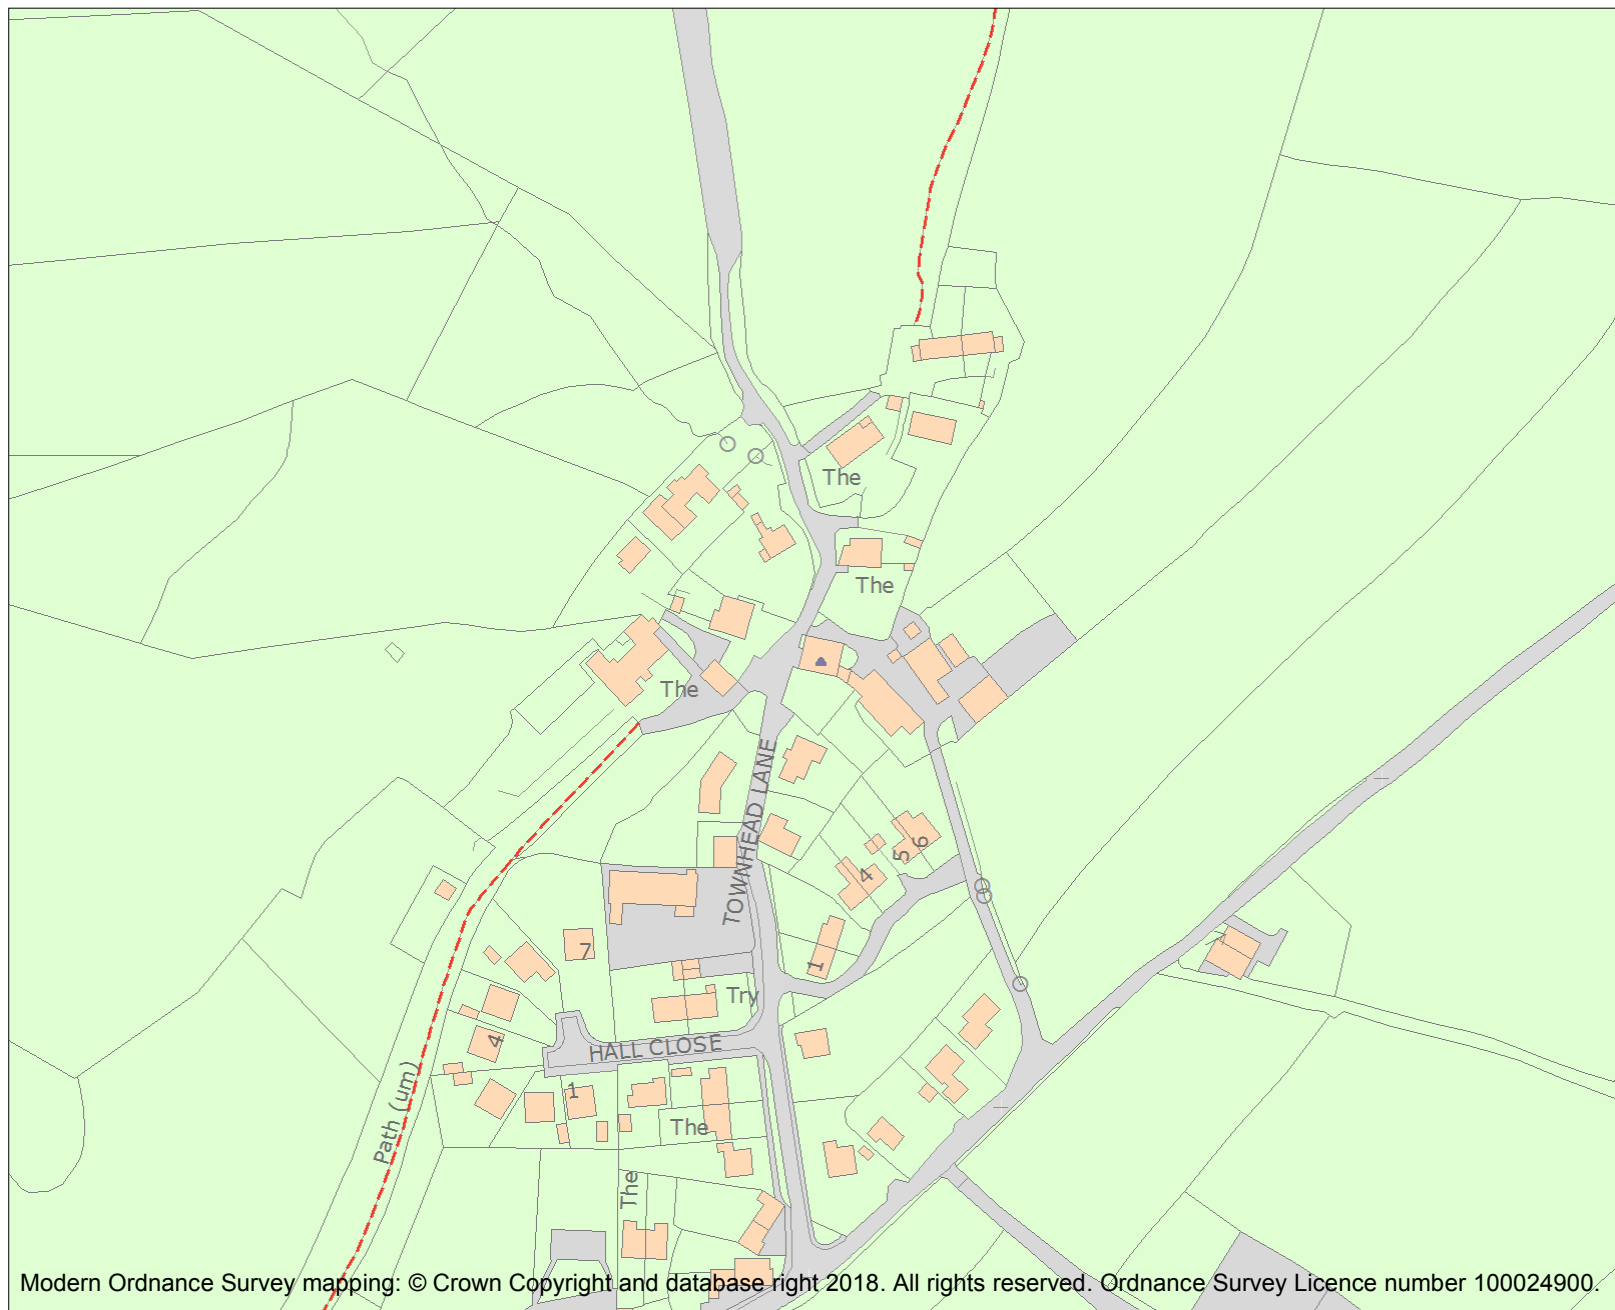 The
The
The
TOWNHEAD LANE
6
5
4
7
1
Try
4
HALL CLOSE
1
Path (um)
The
The
Modern Ordnance Survey mapping: © Crown Copyright and database right 2018. All rights reserved. Ordnance Survey Licence number 100024900.